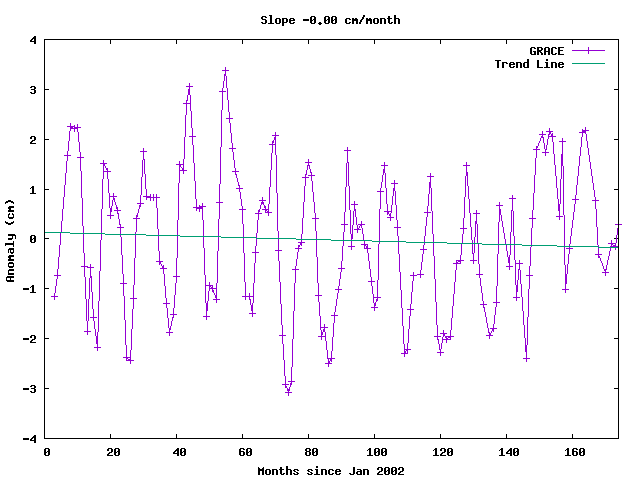 Slope -0.00 cm/month
GRACE
Trend Line
4
3
2
1
0
-1
-2
-3
-4
Anomaly (cm)
0 20 40 60 80 100 120 140 160
Months since Jan 2002